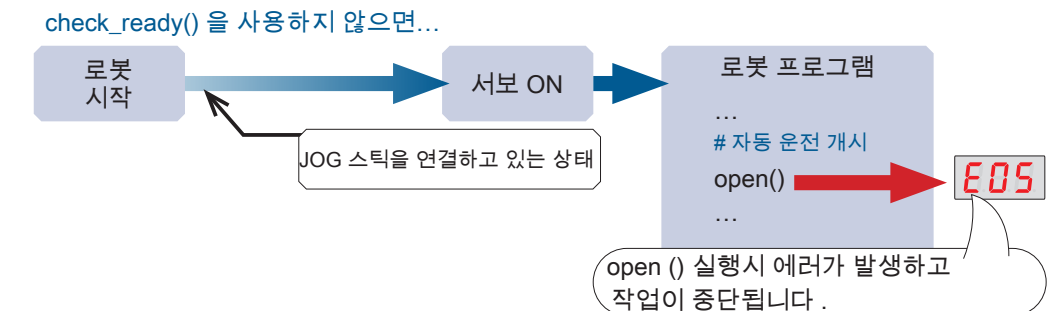 check_ready() 을 사용하지 않으면…
로봇
시작
서보 ON
로봇 프로그램
…
# 자동 운전 개시
open()
…
JOG 스틱을 연결하고 있는 상태
E05
open () 실행시 에러가 발생하고
작업이 중단됩니다 .